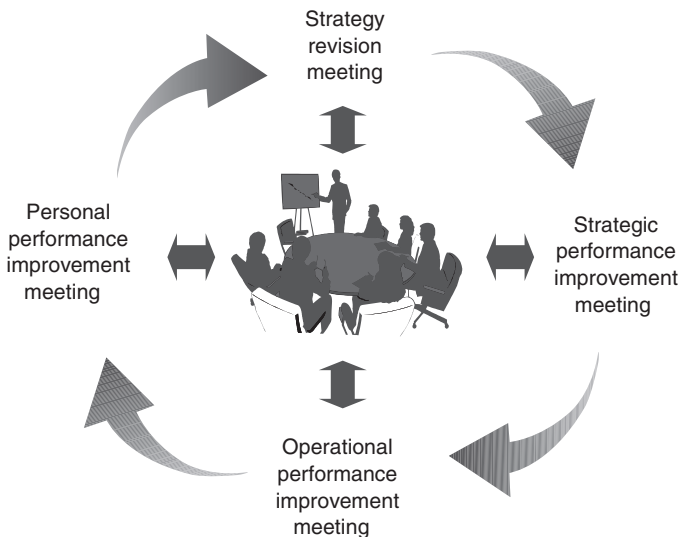 Strategy
revision
meeting
Personal
performance
improvement
meeting
Strategic
performance
improvement
meeting
Operational
performance
improvement
meeting